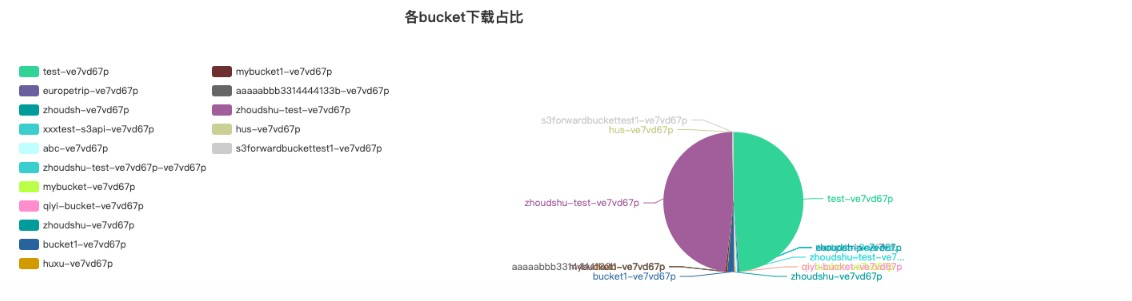 各bucket下载占比
test-ve7vd67p
europetrip-ve7vd67p
zhoudsh-ve7vd67p
xxxtest-s3api-ve7vd67p
abc-ve7vd67p
zhoudshu-test-ve7vd67p-ve7vd67p
mybucket-ve7vd67p
qiyi-bucket-ve7vd67p
zhoudshu-ve7vd67p
bucket1-ve7vd67p
huxu-ve7vd67p
mybucket1-ve7vd67p
aaaaabbb3314444133b-ve7vd67p
zhoudshu-test-ve7vd67p
hus-ve7vd67p
s3forwardbuckettest1-ve7vd67p
s3forwardbuckettest1-ve7vd67p
hus-ve7vd67p
zhoudshu-test-ve7vd67p
test-ve7vd67p
zhoudshu-test-ve7...
qiyi-bucket-ve7vd67p
bucket1-ve7vd67p
zhoudshu-ve7vd67p